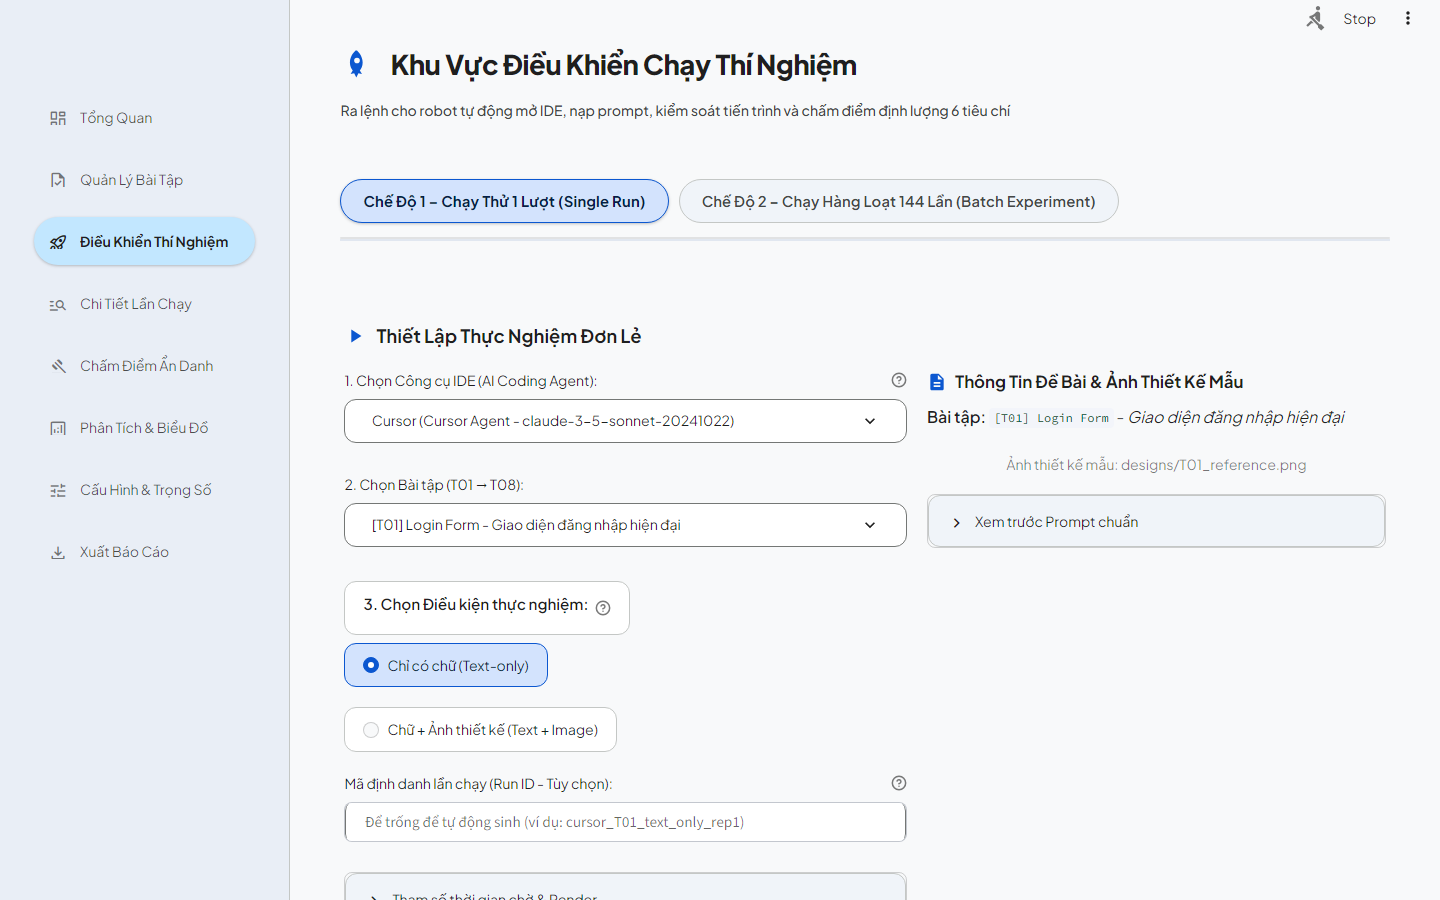 Stop
Khu Vực Điều Khiển Chạy Thí Nghiệm
Ra lệnh cho robot tự động mở IDE, nạp prompt, kiểm soát tiến trình và chấm điểm định lượng 6 tiêu chí
Tổng Quan
Quản Lý Bài Tập
Điều Khiển Thí Nghiệm
Chi Tiết Lần Chạy
Chấm Điểm Ẩn Danh
Phân Tích & Biểu Đồ
Cấu Hình & Trọng Số
Xuất Báo Cáo
Chế Độ 1 – Chạy Thử 1 Lượt (Single Run)
Chế Độ 2 – Chạy Hàng Loạt 144 Lần (Batch Experiment)
Thiết Lập Thực Nghiệm Đơn Lẻ
1. Chọn Công cụ IDE (AI Coding Agent):
Cursor (Cursor Agent - claude-3-5-sonnet-20241022)
2. Chọn Bài tập (T01 → T08):
[T01] Login Form - Giao diện đăng nhập hiện đại
3. Chọn Điều kiện thực nghiệm:
Chỉ có chữ (Text-only)
Chữ + Ảnh thiết kế (Text + Image)
Mã định danh lần chạy (Run ID - Tùy chọn):
Để trống để tự động sinh (ví dụ: cursor_T01_text_only_rep1)
Tham số thời gian chờ & Render
Thông Tin Đề Bài & Ảnh Thiết Kế Mẫu
Bài tập: [T01] Login Form - Giao diện đăng nhập hiện đại
Ảnh thiết kế mẫu: designs/T01_reference.png
Xem trước Prompt chuẩn